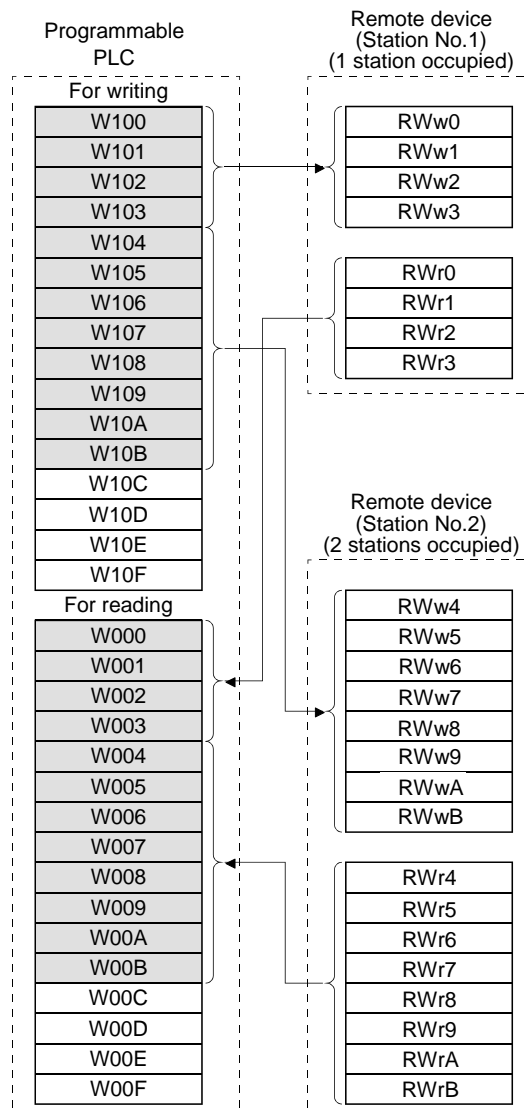 Programmable
PLC
For writing
W100
W101
W102
W103
W104
W105
W106
W107
W108
W109
W10A
W10B
W10C
W10D
W10E
W10F
For reading
W000
W001
W002
W003
W004
W005
W006
W007
W008
W009
W00A
W00B
W00C
W00D
W00E
W00F
Remote device
(Station No.1)
(1 station occupied)
RWw0
RWw1
RWw2
RWw3
RWr0
RWr1
RWr2
RWr3
Remote device
(Station No.2)
(2 stations occupied)
RWw4
RWw5
RWw6
RWw7
RWw8
RWw9
RWwA
RWwB
RWr4
RWr5
RWr6
RWr7
RWr8
RWr9
RWrA
RWrB